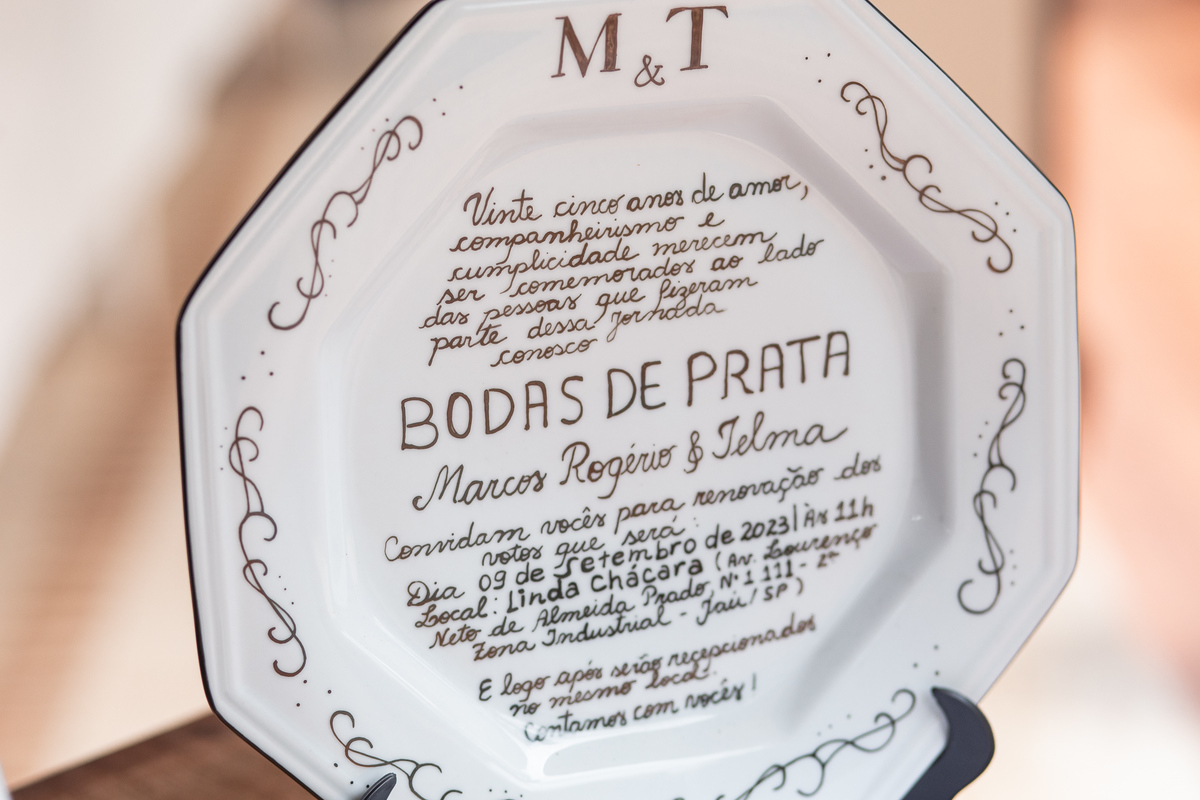 M & T
Vinte cinco anos de amor,
companheirismo e
cumplicidade merecem
ser comemorados ao lado
das pessoas que fizeram
parte dessa jornada
conosco
BODAS DE PRATA
Marcos Rogério & Telma
Convidam vocês para renovação dos
votos que será:
Dia 09 de Setembro de 2023 | Às 11h
Local: Linda Chácara (Av. Lourenço
Neto de Almeida Prado, Nº 1 111 - 2ª
Zona Industrial - Jaú/SP)
E logo após serão recepcionados
no mesmo local.
Contamos com vocês!